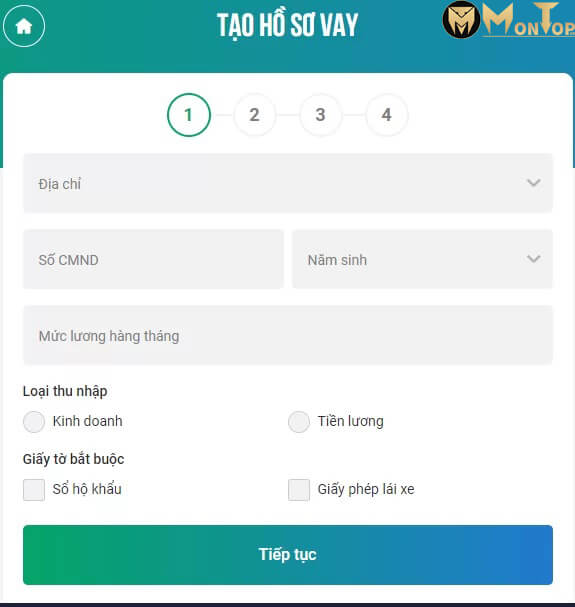 TẠO HỒ SƠ VAY
MONTOP
1 2 3 4
Địa chỉ
Số CMND
Năm sinh
Mức lương hàng tháng
Loại thu nhập
Kinh doanh
Tiền lương
Giấy tờ bắt buộc
Sổ hộ khẩu
Giấy phép lái xe
Tiếp tục